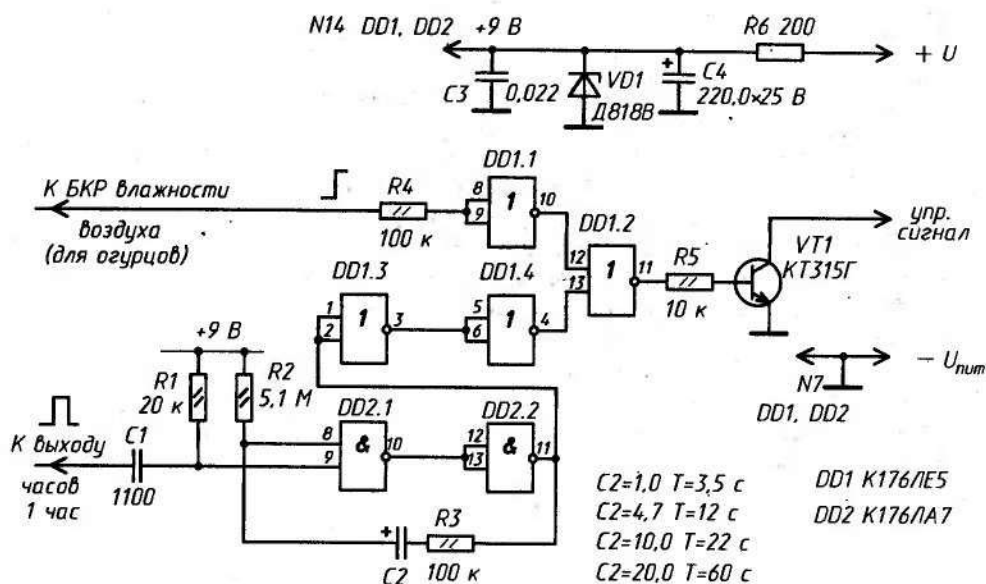 N14 DD1, DD2 +9 В
R6 200
+ U
C3
0,022
VD1
Д818В
C4
220,0×25 В
+
К БКР влажности
воздуха
(для огурцов)
R4
100 к
DD1.1
8
9
1
10
DD1.2
12
13
1
11
R5
10 к
VT1
КТ315Г
упр.
сигнал
DD1.3
1
2
1
3
DD1.4
5
6
1
4
+9 В
R1
20 к
R2
5,1 М
N7
DD1, DD2
− Uпит
К выходу
часов
1 час
C1
1100
DD2.1
8
9
&
10
DD2.2
12
13
&
11
+
C2
R3
100 к
C2=1,0 T=3,5 с
C2=4,7 T=12 с
C2=10,0 T=22 с
C2=20,0 T=60 с
DD1 К176ЛЕ5
DD2 К176ЛА7